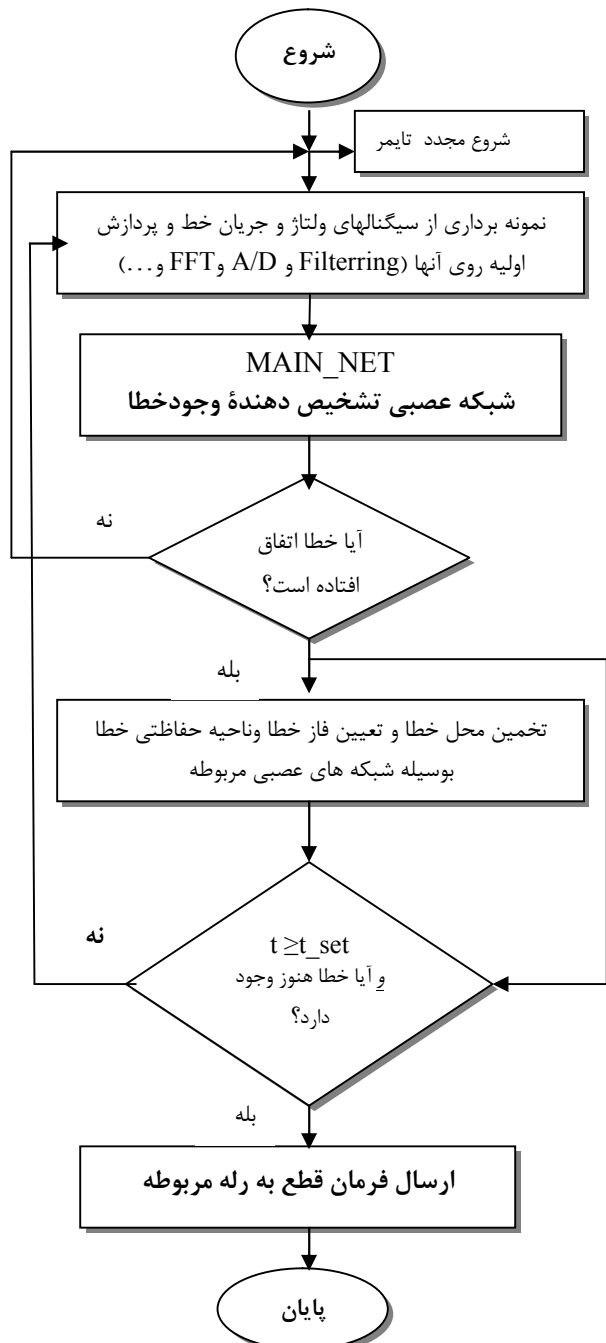 شروع
شروع مجدد تایمر
نمونه برداری از سیگنالهای ولتاژ و جریان خط و پردازش
اولیه روی آنها (Filterring و A/D و FFT و...)
MAIN_NET
شبکه عصبی تشخیص دهندۀ وجودخطا
نه
آیا خطا اتفاق
افتاده است؟
بله
تخمین محل خطا و تعیین فاز خطا وناحیه حفاظتی خطا
بوسیله شبکه های عصبی مربوطه
نه
t ≥t_set
و آیا خطا هنوز وجود
دارد؟
بله
ارسال فرمان قطع به رله مربوطه
پایان